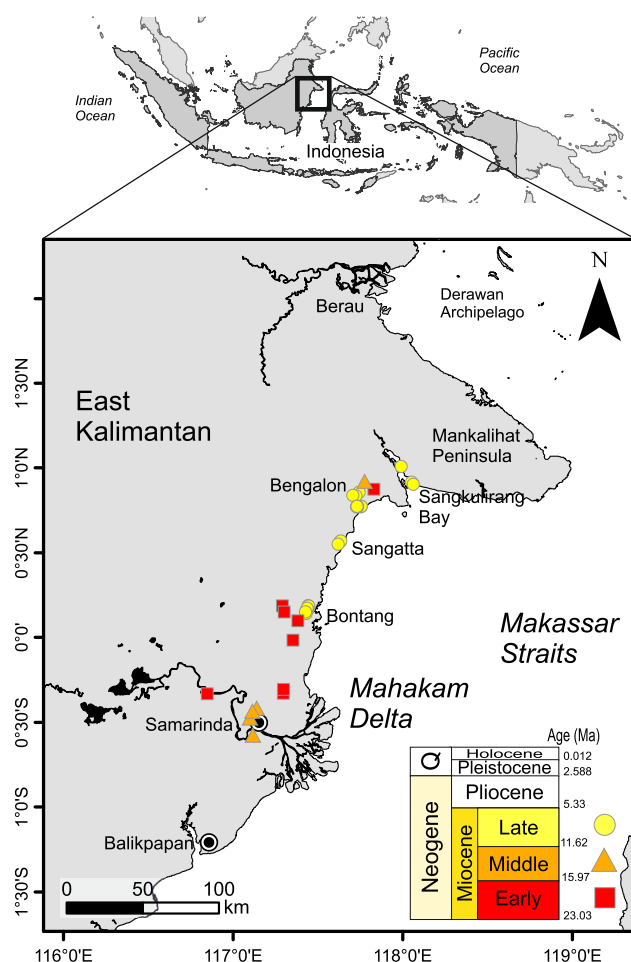 Pacific
Ocean
Indian
Ocean
Indonesia
N
Berau
Derawan
Archipelago
1°30'N
East
Kalimantan
Mankalihat
Peninsula
1°0'N
Bengalon
Sangkulirang
Bay
0°30'N
Sangatta
Bontang
0°0'
Makassar
Straits
Mahakam
Delta
Samarinda
0°30'S
Age (Ma)
Q
Holocene
0.012
Pleistocene
2.588
Pliocene
5.33
1°0'S
Neogene
Miocene
Late
11.62
Middle
15.97
Early
23.03
Balikpapan
1°30'S
0 50 100
km
116°0'E 117°0'E 118°0'E 119°0'E